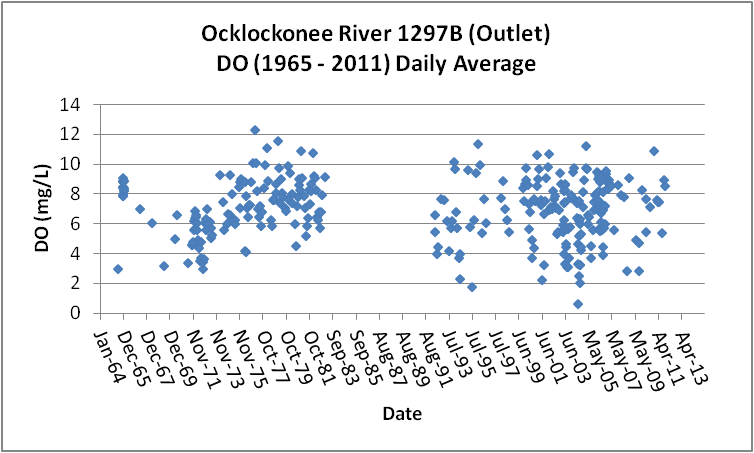 Ocklockonee River 1297B (Outlet)
DO (1965 - 2011) Daily Average
DO (mg/L)
14
12
10
8
6
4
2
0
Jan-64
Dec-65
Dec-67
Dec-69
Nov-71
Nov-73
Nov-75
Oct-77
Oct-79
Oct-81
Sep-83
Sep-85
Aug-87
Aug-89
Aug-91
Jul-93
Jul-95
Jul-97
Jun-99
Jun-01
Jun-03
May-05
May-07
May-09
Apr-11
Apr-13
Date